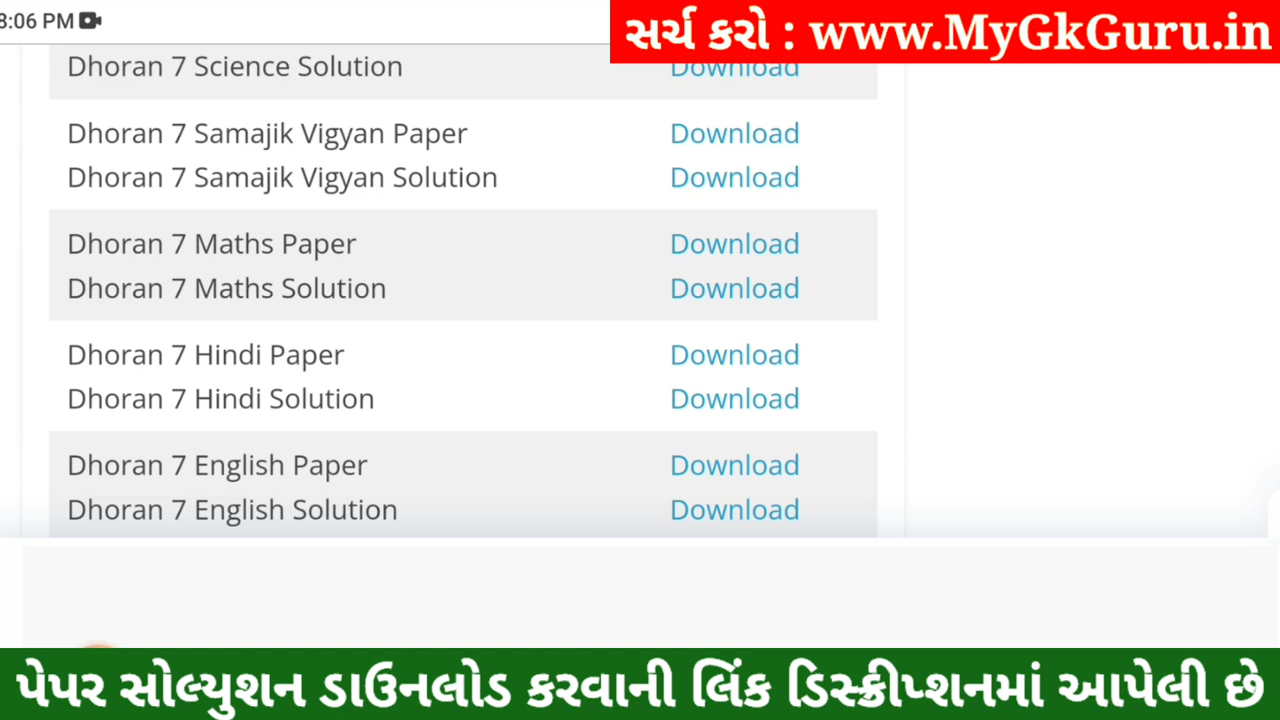 8:06 PM
સર્ચ કરો : www.MyGkGuru.in
Dhoran 7 Science Solution Download
Dhoran 7 Samajik Vigyan Paper Download
Dhoran 7 Samajik Vigyan Solution Download
Dhoran 7 Maths Paper Download
Dhoran 7 Maths Solution Download
Dhoran 7 Hindi Paper Download
Dhoran 7 Hindi Solution Download
Dhoran 7 English Paper Download
Dhoran 7 English Solution Download
પેપર સોલ્યુશન ડાઉનલોડ કરવાની લિંક ડિસ્ક્રીપ્શનમાં આપેલી છે